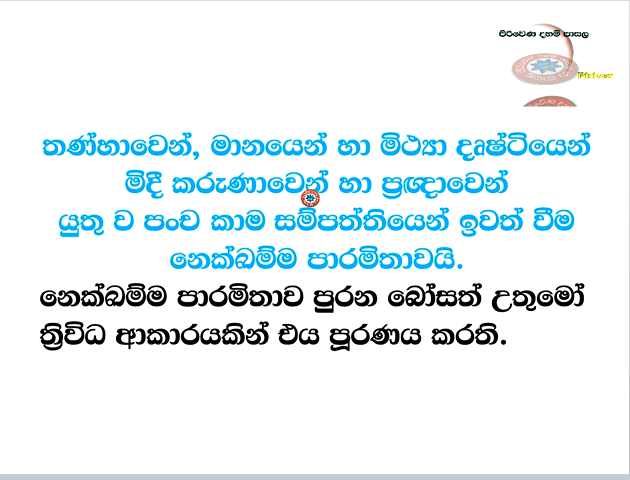 පිරිවෙණ දහම් පාසල
තණ්හාවෙන්, මානයෙන් හා මිථ්‍යා දෘෂ්ටියෙන්
මිදී කරුණාවෙන් හා ප්‍රඥාවෙන්
යුතු ව පංච කාම සම්පත්තියෙන් ඉවත් වීම
නෙක්ඛම්ම පාරමිතාවයි.
නෙක්ඛම්ම පාරමිතාව පුරන බෝසත් උතුමෝ
ත්‍රිවිධ ආකාරයකින් එය පූරණය කරති.